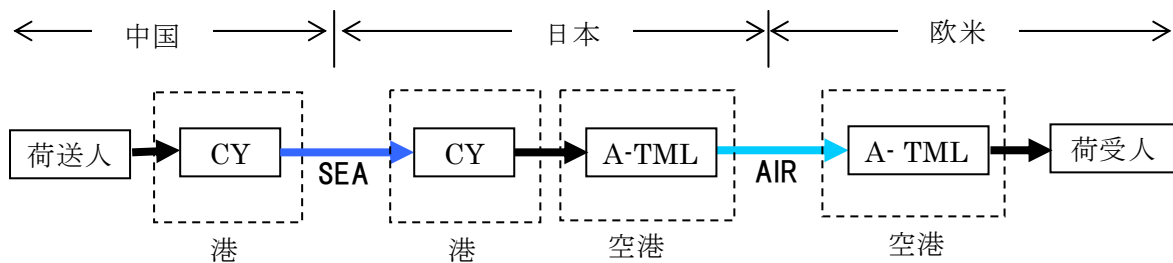 中国 日本 欧米
荷送人 CY CY A-TML A- TML 荷受人
SEA AIR
港 港 空港 空港